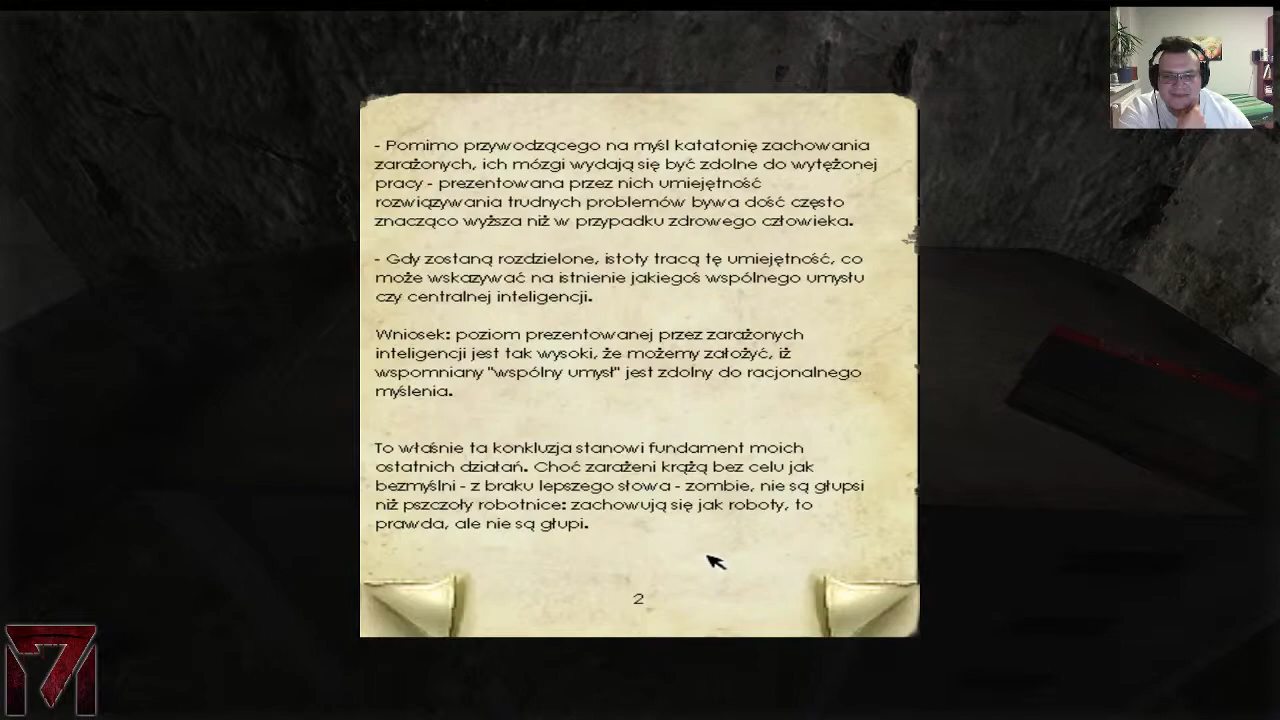 - Pomimo przywodzącego na myśl katatonię zachowania
zarażonych, ich mózgi wydają się być zdolne do wytężonej
pracy - prezentowana przez nich umiejętność
rozwiązywania trudnych problemów bywa dość często
znacząco wyższa niż w przypadku zdrowego człowieka.
- Gdy zostaną rozdzielone, istoty tracą tę umiejętność, co
może wskazywać na istnienie jakiegoś wspólnego umysłu
czy centralnej inteligencji.
Wniosek: poziom prezentowanej przez zarażonych
inteligencji jest tak wysoki, że możemy założyć, iż
wspomniany "wspólny umysł" jest zdolny do racjonalnego
myślenia.
To właśnie ta konkluzja stanowi fundament moich
ostatnich działań. Choć zarażeni krążą bez celu jak
bezmyślni - z braku lepszego słowa - zombie, nie są głupsi
niż pszczoły robotnice: zachowują się jak roboty, to
prawda, ale nie są głupi.
2